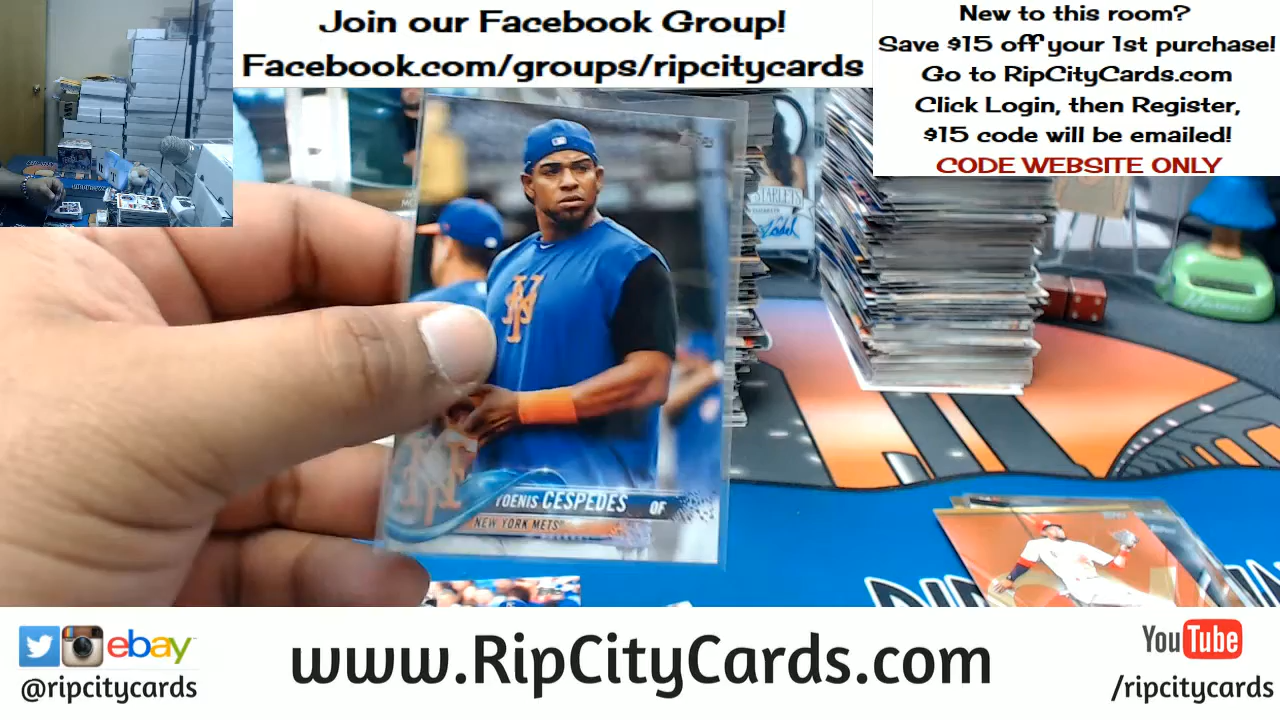 Join our Facebook Group!
Facebook.com/groups/ripcitycards
New to this room?
Save $15 off your 1st purchase!
Go to RipCityCards.com
Click Login, then Register,
$15 code will be emailed!
CODE WEBSITE ONLY
STARLETS
NY
YOENIS CESPEDES OF
NEW YORK METS
ebay
@ripcitycards
www.RipCityCards.com
YouTube
/ripcitycards